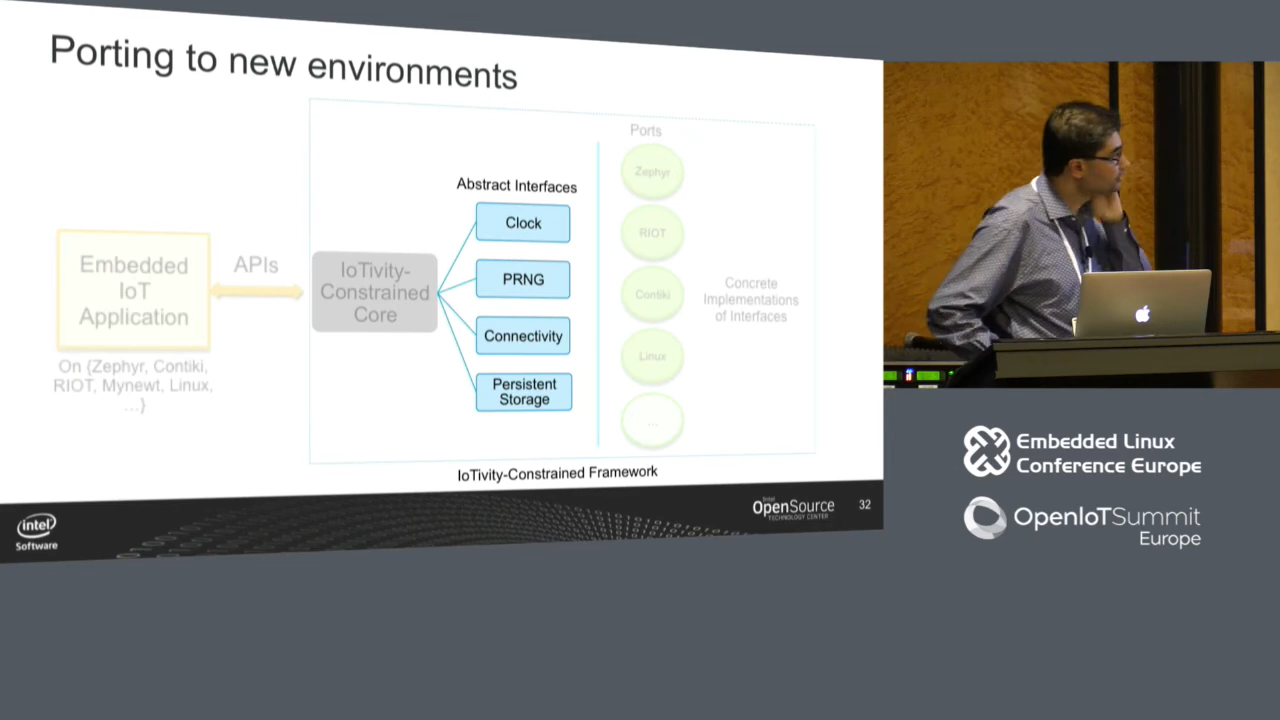 Porting to new environments
Ports
Abstract Interfaces
Clock
PRNG
Connectivity
Persistent
Storage
Embedded
IoT
Application
APIs
IoTivity-
Constrained
Core
On {Zephyr, Contiki,
RIOT, Mynewt, Linux,
...}
Zephyr
RIOT
Contiki
Linux
...
Concrete
Implementations
of Interfaces
IoTivity-Constrained Framework
intel
Software
Intel
OpenSource
TECHNOLOGY CENTER
32
Embedded Linux
Conference Europe
OpenIoTSummit
Europe